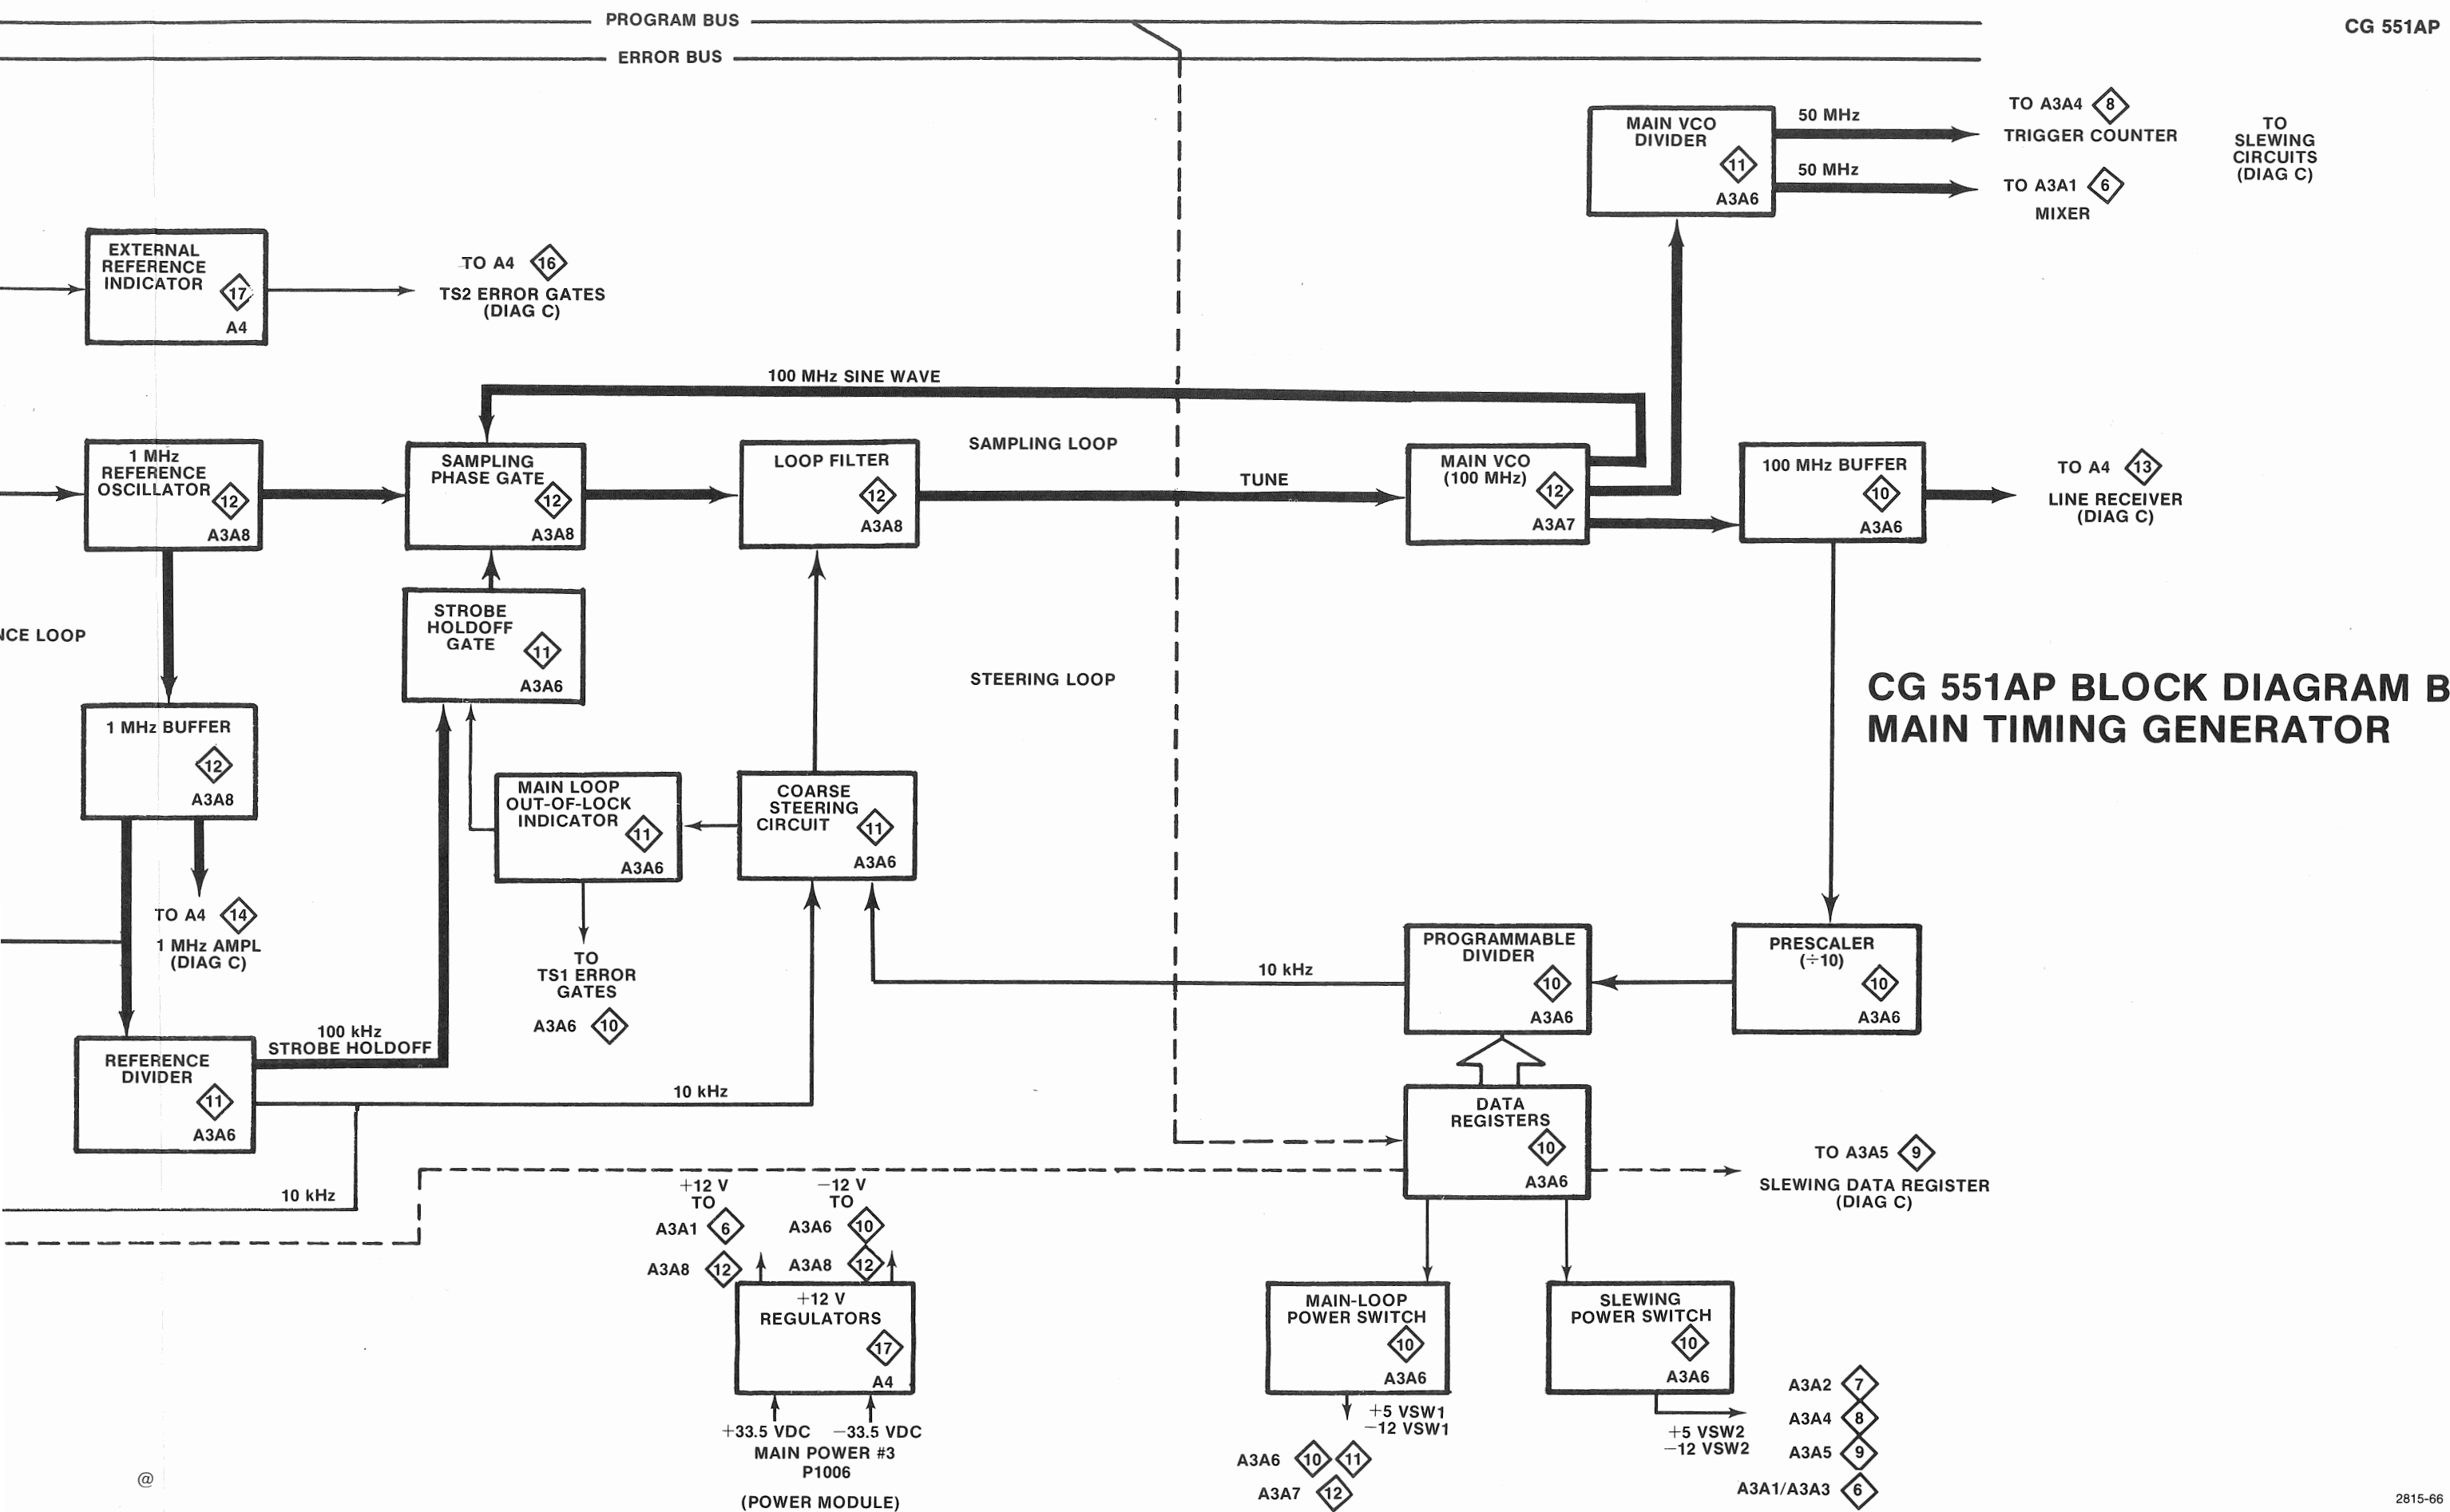 PROGRAM BUS
CG 551AP
ERROR BUS
MAIN VCO
DIVIDER
11
A3A6
50 MHz
50 MHz
TO A3A4 8
TRIGGER COUNTER
TO A3A1 6
MIXER
TO
SLEWING
CIRCUITS
(DIAG C)
EXTERNAL
REFERENCE
INDICATOR
17
A4
TO A4 16
TS2 ERROR GATES
(DIAG C)
100 MHz SINE WAVE
1 MHz
REFERENCE
OSCILLATOR
12
A3A8
SAMPLING
PHASE GATE
12
A3A8
LOOP FILTER
12
A3A8
SAMPLING LOOP
TUNE
MAIN VCO
(100 MHz)
12
A3A7
100 MHz BUFFER
10
A3A6
TO A4 13
LINE RECEIVER
(DIAG C)
STROBE
HOLDOFF
GATE
11
A3A6
NCE LOOP
STEERING LOOP
CG 551AP BLOCK DIAGRAM B
MAIN TIMING GENERATOR
1 MHz BUFFER
12
A3A8
MAIN LOOP
OUT-OF-LOCK
INDICATOR
11
A3A6
COARSE
STEERING
CIRCUIT
11
A3A6
TO A4 14
1 MHz AMPL
(DIAG C)
TO
TS1 ERROR
GATES
A3A6 10
10 kHz
PROGRAMMABLE
DIVIDER
10
A3A6
PRESCALER
(÷10)
10
A3A6
100 kHz
STROBE HOLDOFF
REFERENCE
DIVIDER
11
A3A6
10 kHz
10 kHz
DATA
REGISTERS
10
A3A6
TO A3A5 9
SLEWING DATA REGISTER
(DIAG C)
+12 V
TO
A3A1 6
A3A8 12
−12 V
TO
A3A6 10
A3A8 12
+12 V
REGULATORS
17
A4
+33.5 VDC −33.5 VDC
MAIN POWER #3
P1006
(POWER MODULE)
MAIN-LOOP
POWER SWITCH
10
A3A6
+5 VSW1
−12 VSW1
A3A6 10 11
A3A7 12
SLEWING
POWER SWITCH
10
A3A6
+5 VSW2
−12 VSW2
A3A2 7
A3A4 8
A3A5 9
A3A1/A3A3 6
@
2815-66